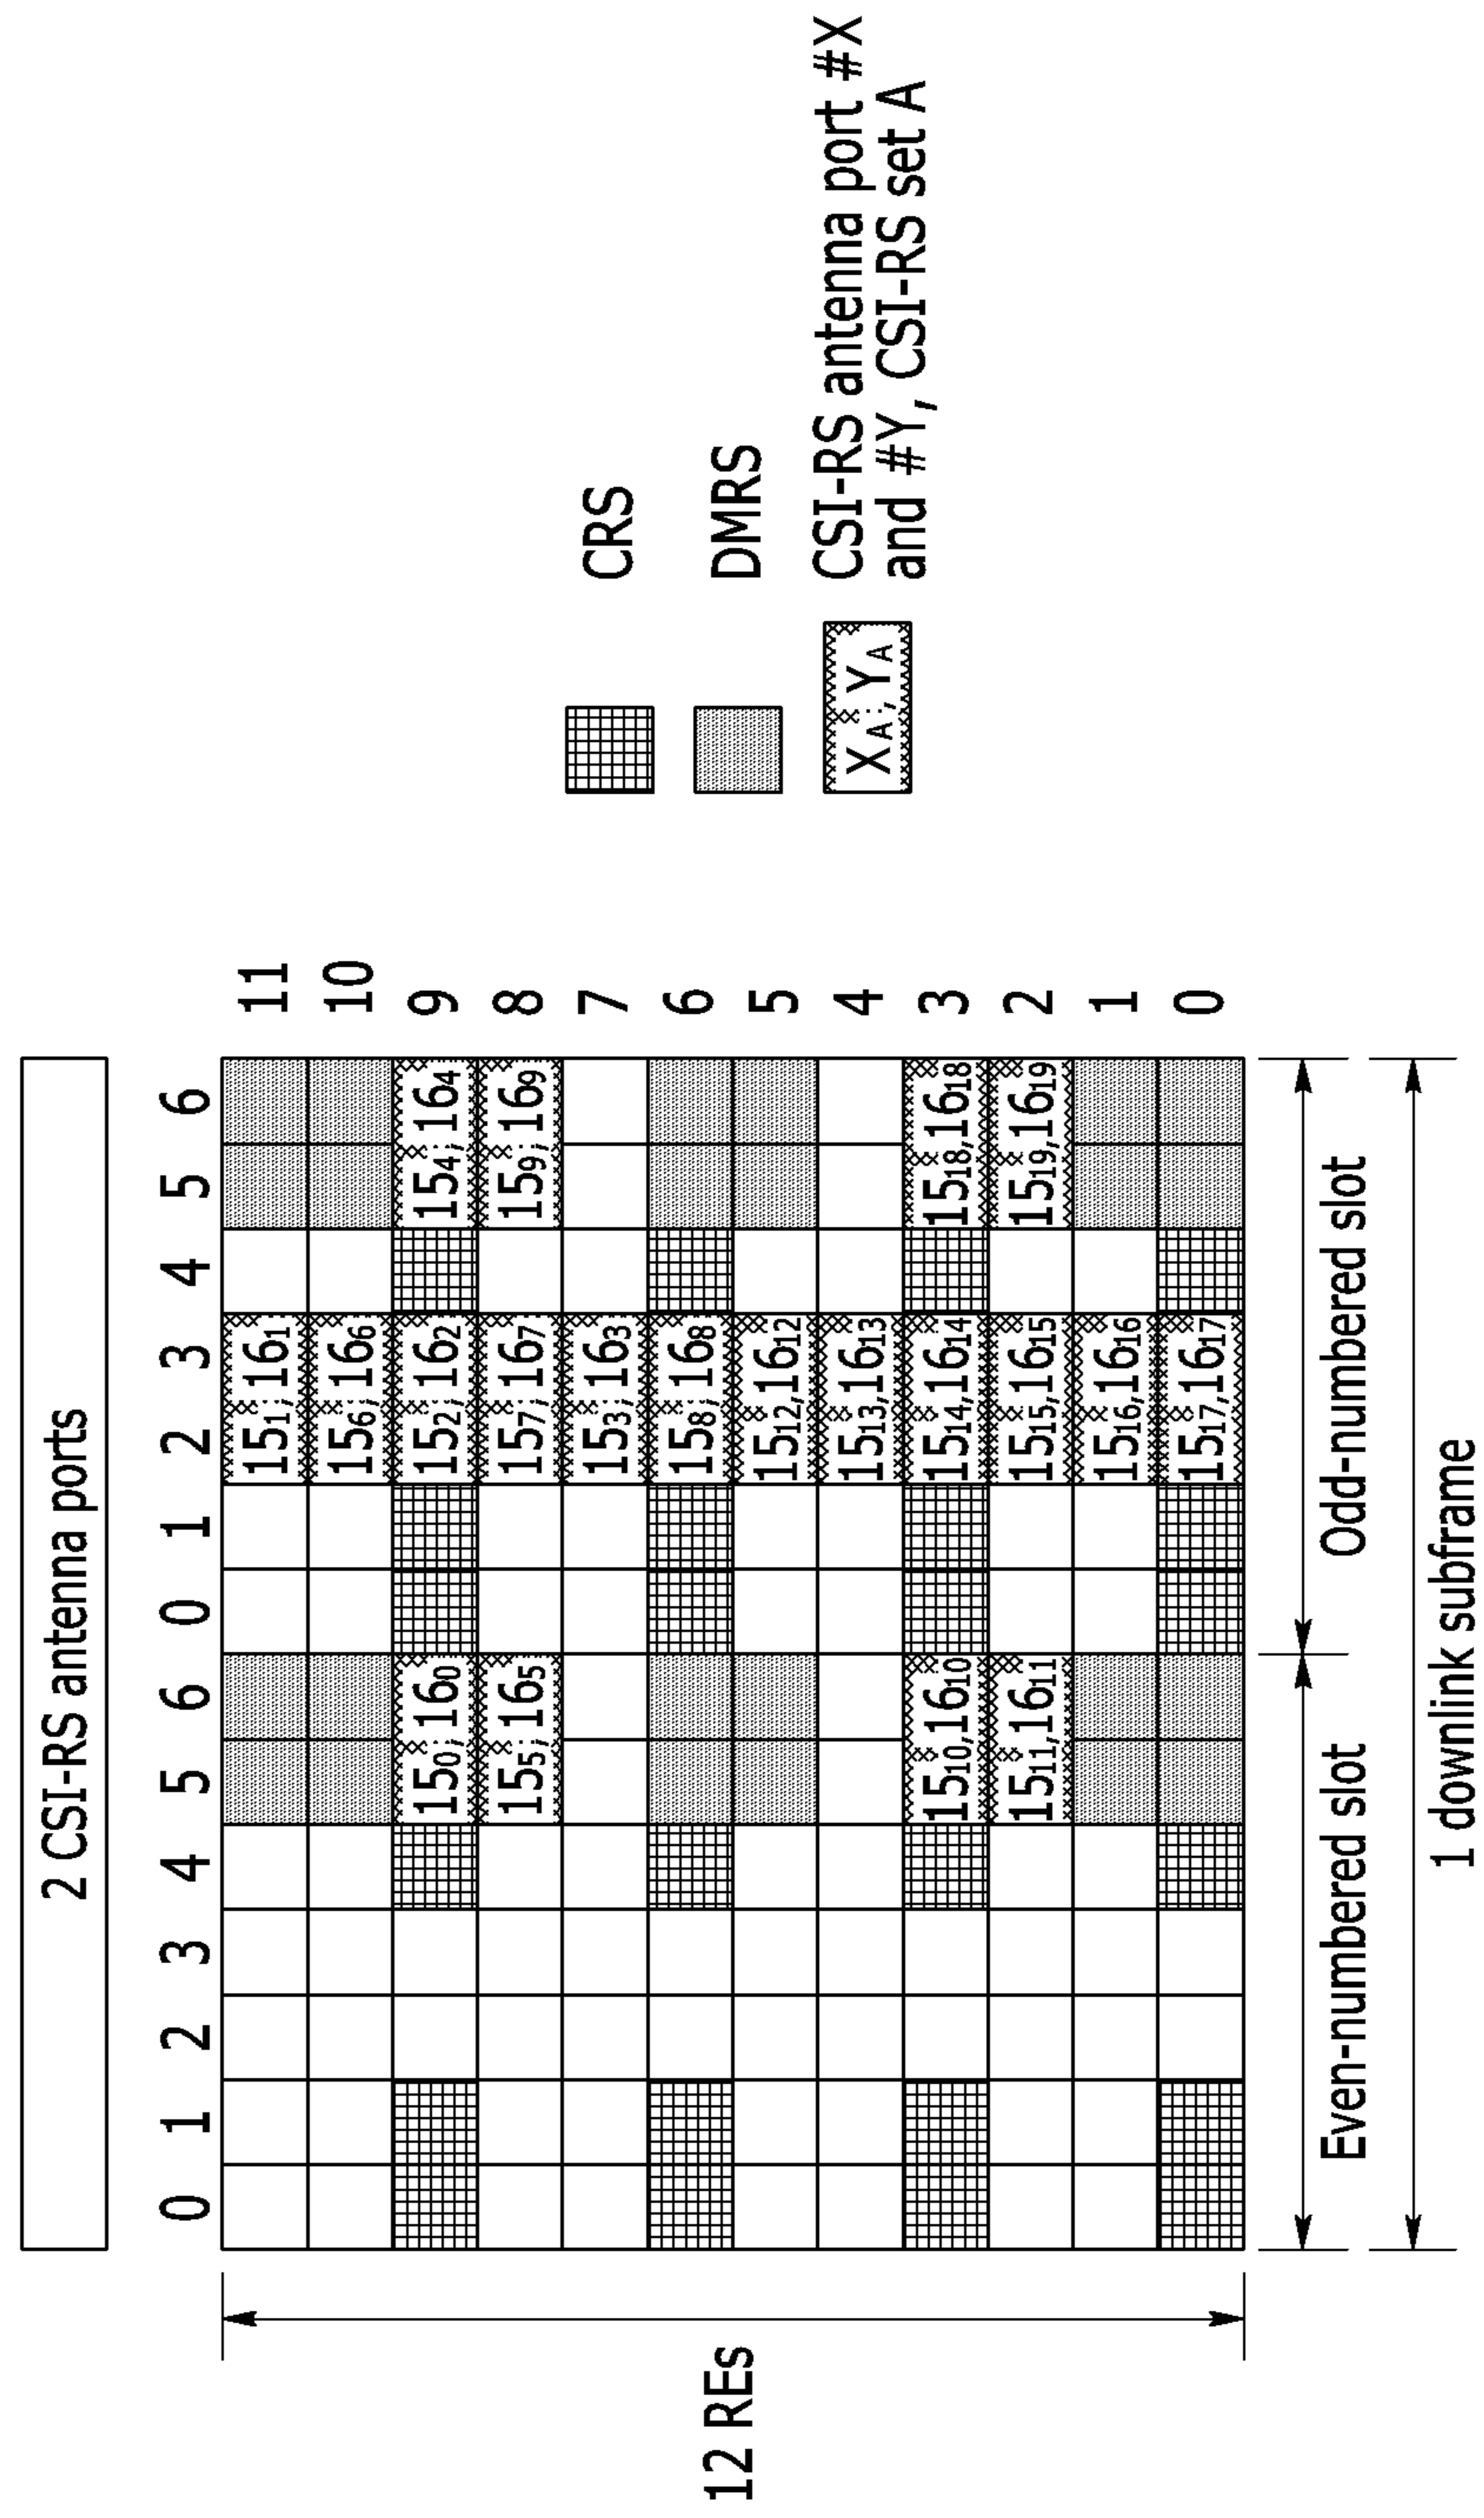 2 CSI-RS antenna ports
0 1 2 3 4 5 6 0 1 2 3 4 5 6
15₁,16₁ 11
15₆,16₆ 10
15₀,16₀ 15₂,16₂ 15₄,16₄ 9
15₅,16₅ 15₇,16₇ 15₉,16₉ 8
15₃,16₃ 7
15₈,16₈ 6
12 REs
15₁₂,16₁₂ 5
15₁₃,16₁₃ 4
15₁₀,16₁₀ 15₁₄,16₁₄ 15₁₈,16₁₈ 3
15₁₁,16₁₁ 15₁₅,16₁₅ 15₁₉,16₁₉ 2
15₁₆,16₁₆ 1
15₁₇,16₁₇ 0
Even-numbered slot Odd-numbered slot
1 downlink subframe
CRS
DMRS
XA,YA
CSI-RS antenna port #X
and #Y, CSI-RS set A